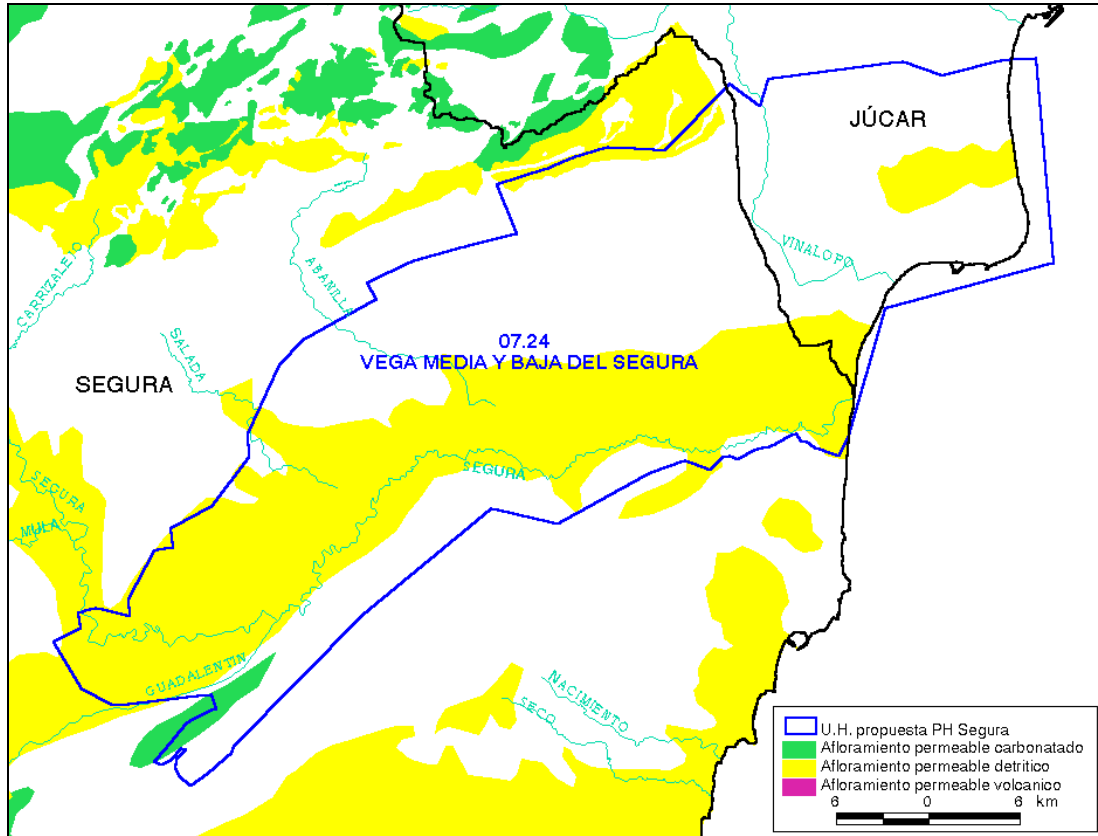 JÚCAR
VINALOPO
CARRIZALEJO
ABANILLA
SALADA
07.24
VEGA MEDIA Y BAJA DEL SEGURA
SEGURA
SEGURA
SEGURA
MULA
GUADALENTIN
NACIMIENTO
SECO
U.H. propuesta PH Segura
Afloramiento permeable carbonatado
Afloramiento permeable detrítico
Afloramiento permeable volcanico
6 0 6 km